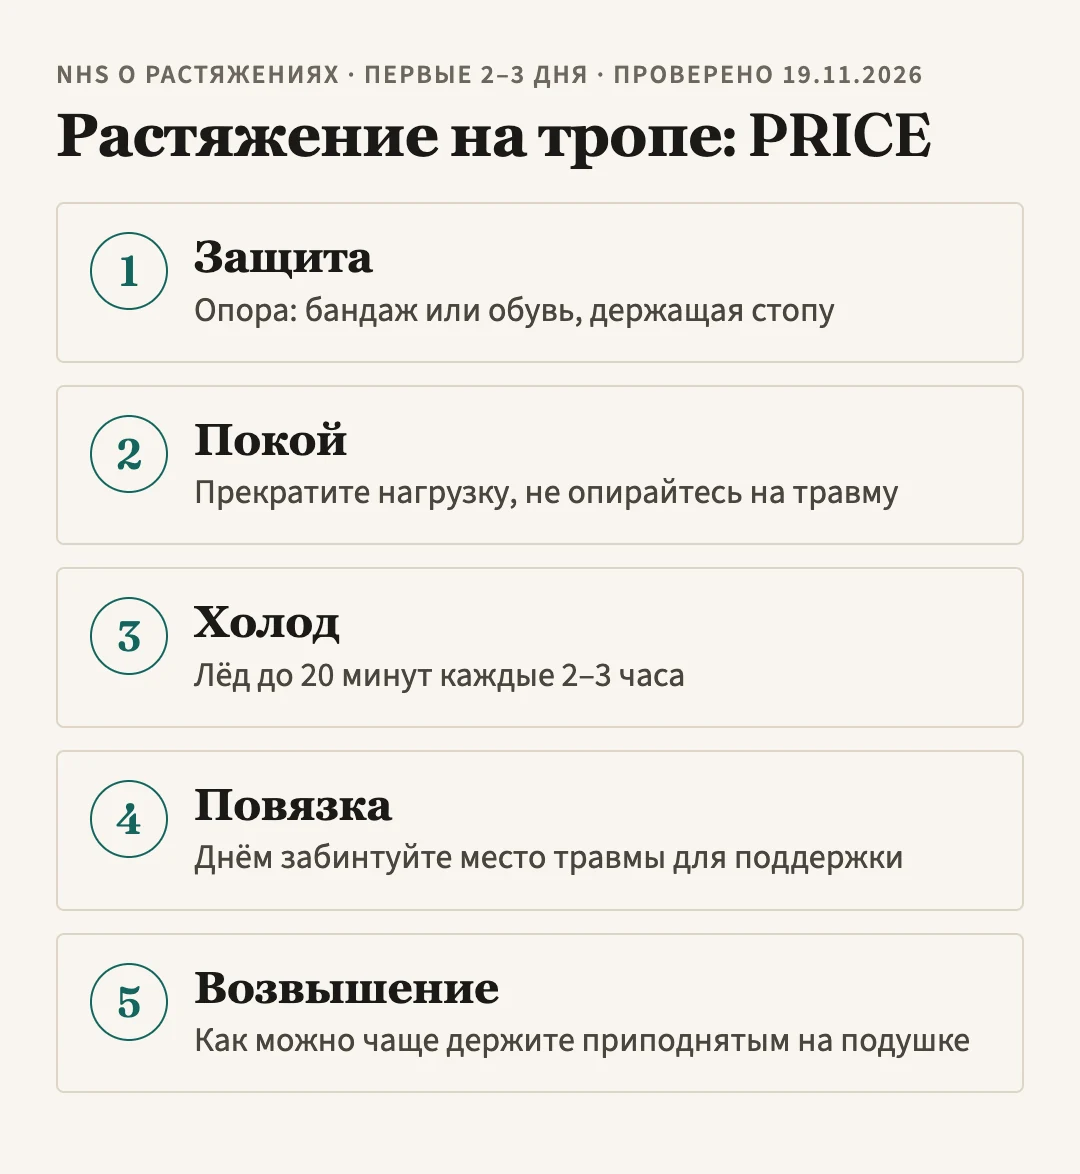 NHS О РАСТЯЖЕНИЯХ · ПЕРВЫЕ 2–3 ДНЯ · ПРОВЕРЕНО 19.11.2026
Растяжение на тропе: PRICE
1
Защита
Опора: бандаж или обувь, держащая стопу
2
Покой
Прекратите нагрузку, не опирайтесь на травму
3
Холод
Лёд до 20 минут каждые 2–3 часа
4
Повязка
Днём забинтуйте место травмы для поддержки
5
Возвышение
Как можно чаще держите приподнятым на подушке